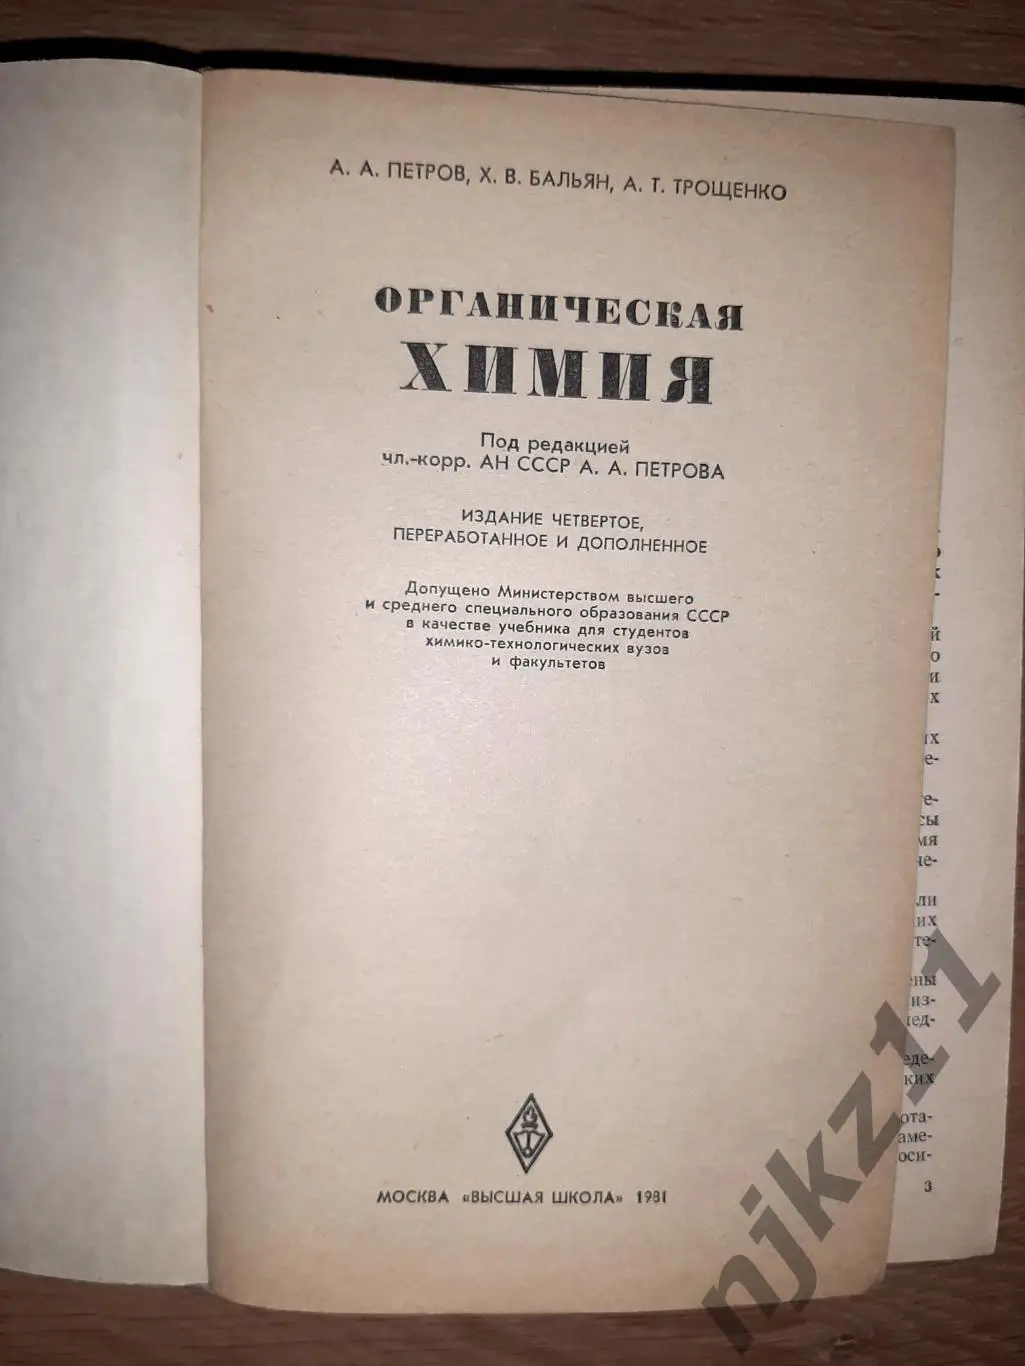 А. А. ПЕТРОВ, Х. В. БАЛЬЯН, А. Т. ТРОЩЕНКО
ОРГАНИЧЕСКАЯ
ХИМИЯ
Под редакцией
чл.-корр. АН СССР А. А. ПЕТРОВА
ИЗДАНИЕ ЧЕТВЕРТОЕ,
ПЕРЕРАБОТАННОЕ И ДОПОЛНЕННОЕ
Допущено Министерством высшего
и среднего специального образования СССР
в качестве учебника для студентов
химико-технологических вузов
и факультетов
МОСКВА «ВЫСШАЯ ШКОЛА» 1981
3
njkz11